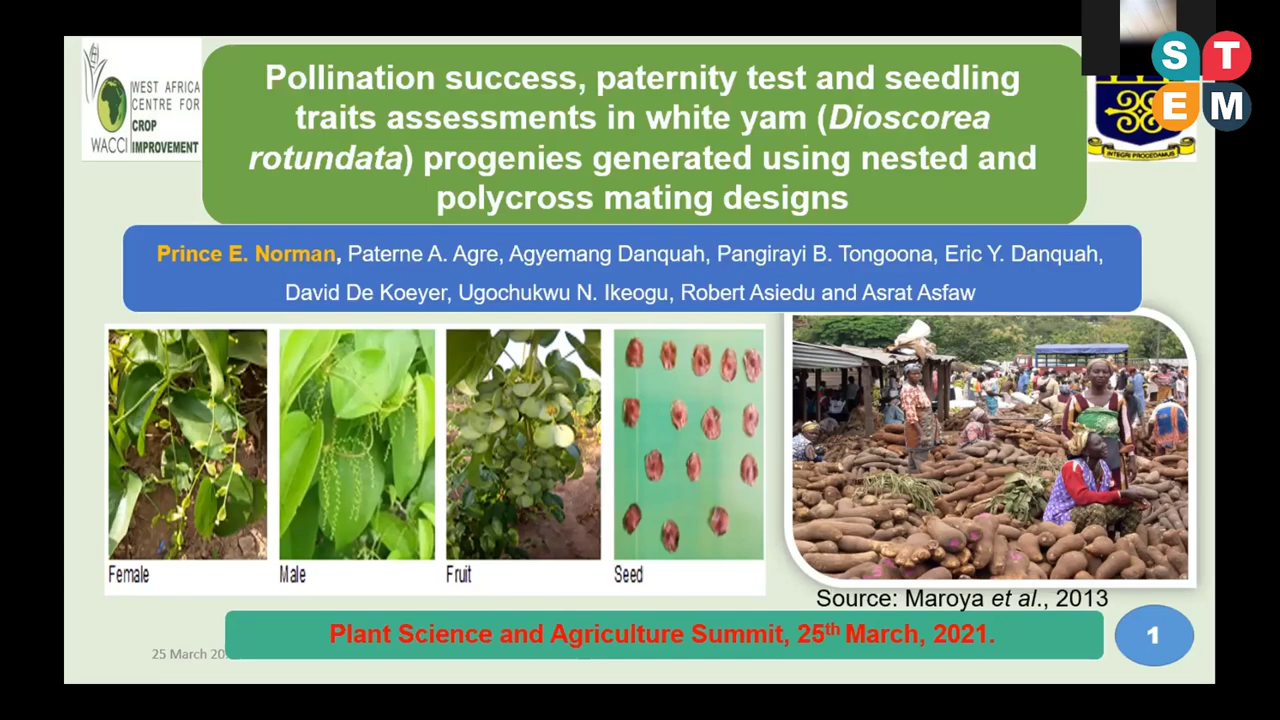 WEST AFRICA
CENTRE FOR
CROP
WACCI IMPROVEMENT
Pollination success, paternity test and seedling
traits assessments in white yam (Dioscorea
rotundata) progenies generated using nested and
polycross mating designs
S T
E M
INTEGRI PROCEDAMUS
Prince E. Norman, Paterne A. Agre, Agyemang Danquah, Pangirayi B. Tongoona, Eric Y. Danquah,
David De Koeyer, Ugochukwu N. Ikeogu, Robert Asiedu and Asrat Asfaw
Female Male Fruit Seed
Source: Maroya et al., 2013
Plant Science and Agriculture Summit, 25th March, 2021.
25 March 20
1